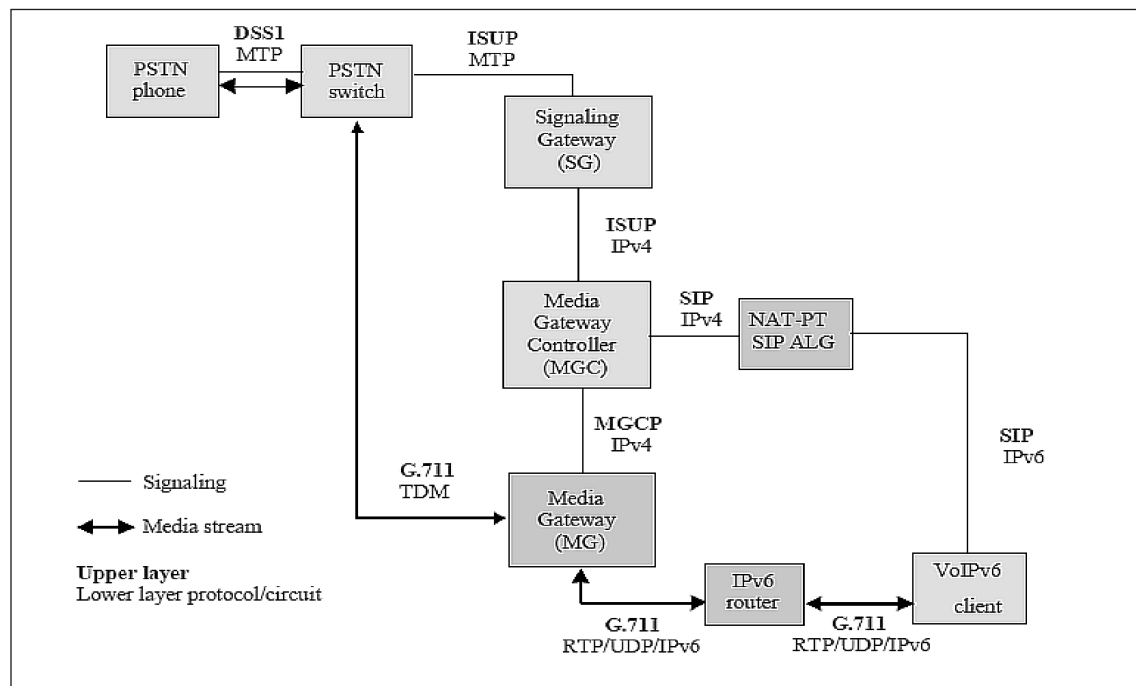 DSS1
MTP
ISUP
MTP
PSTN
phone
PSTN
switch
Signaling
Gateway
(SG)
ISUP
IPv4
Media
Gateway
Controller
(MGC)
SIP
IPv4
NAT-PT
SIP ALG
MGCP
IPv4
SIP
IPv6
G.711
TDM
Media
Gateway
(MG)
Signaling
Media stream
Upper layer
Lower layer protocol/circuit
IPv6
router
VoIPv6
client
G.711
RTP/UDP/IPv6
G.711
RTP/UDP/IPv6